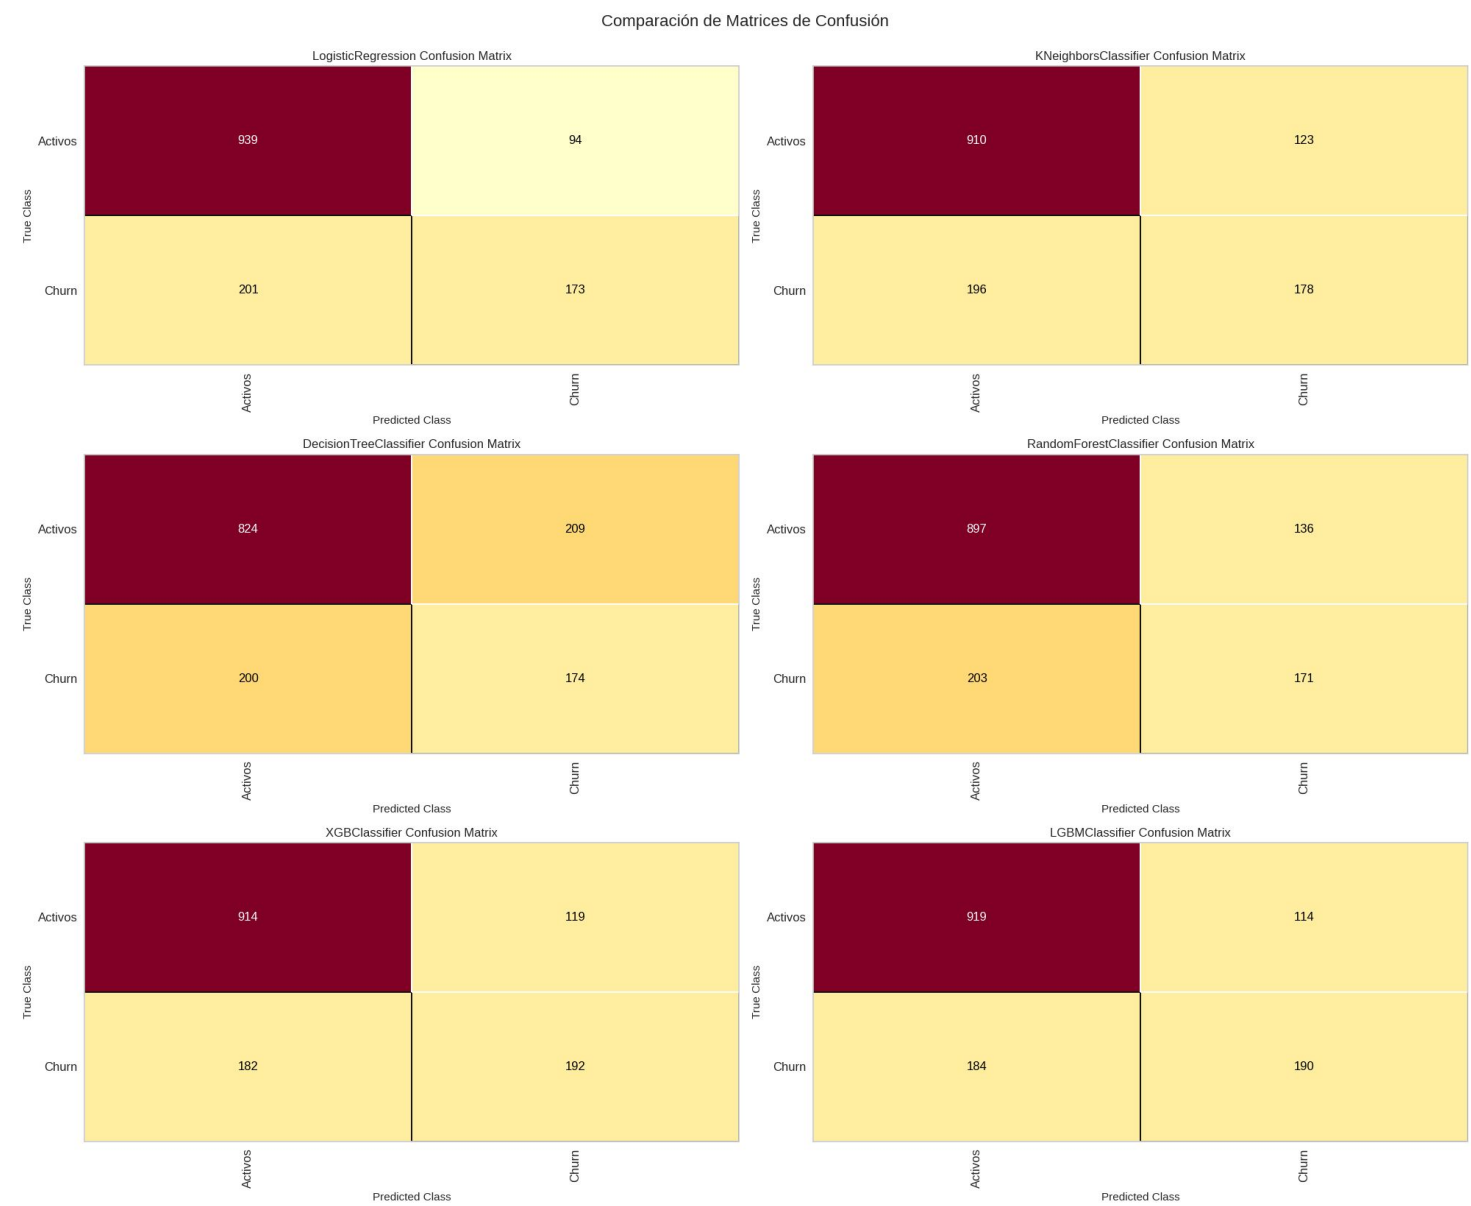 Comparación de Matrices de Confusión
LogisticRegression Confusion Matrix
Activos
939
94
True Class
Churn
201
173
Activos
Churn
Predicted Class
KNeighborsClassifier Confusion Matrix
Activos
910
123
True Class
Churn
196
178
Activos
Churn
Predicted Class
DecisionTreeClassifier Confusion Matrix
Activos
824
209
True Class
Churn
200
174
Activos
Churn
Predicted Class
RandomForestClassifier Confusion Matrix
Activos
897
136
True Class
Churn
203
171
Activos
Churn
Predicted Class
XGBClassifier Confusion Matrix
Activos
914
119
True Class
Churn
182
192
Activos
Churn
Predicted Class
LGBMClassifier Confusion Matrix
Activos
919
114
True Class
Churn
184
190
Activos
Churn
Predicted Class